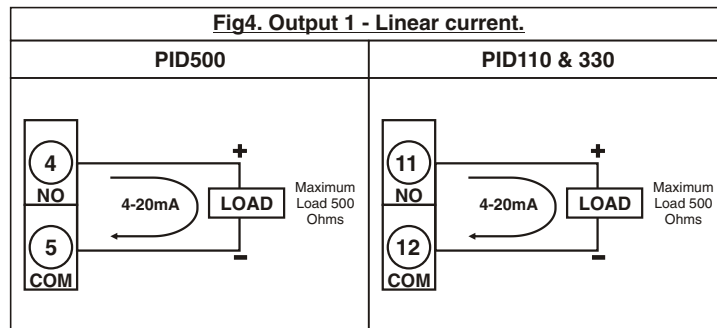 Fig4. Output 1 - Linear current.
PID500
PID110 & 330
4
NO
5
COM
+
4-20mA
LOAD
–
Maximum
Load 500
Ohms
11
NO
12
COM
+
4-20mA
LOAD
–
Maximum
Load 500
Ohms